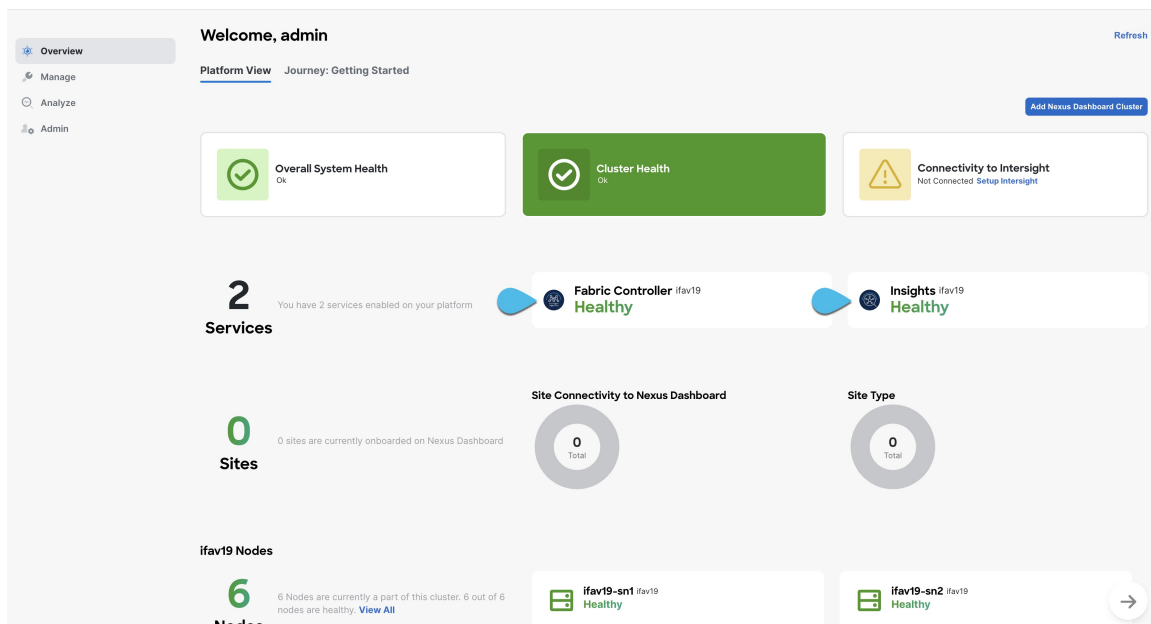 Welcome, admin
Refresh
Overview
Manage
Analyze
Admin
Platform View Journey: Getting Started
Add Nexus Dashboard Cluster
Overall System Health
Ok
Cluster Health
Ok
Connectivity to Intersight
Not Connected Setup Intersight
2
Services
You have 2 services enabled on your platform
Fabric Controller ifav19
Healthy
Insights ifav19
Healthy
0
Sites
0 sites are currently onboarded on Nexus Dashboard
Site Connectivity to Nexus Dashboard
0
Total
Site Type
0
Total
ifav19 Nodes
6
Nodes
6 Nodes are currently a part of this cluster. 6 out of 6
nodes are healthy. View All
ifav19-sn1 ifav19
Healthy
ifav19-sn2 ifav19
Healthy